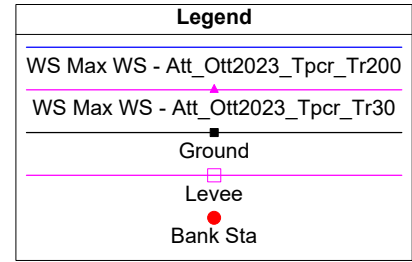 Legend
WS Max WS - Att_Ott2023_Tpcr_Tr200
WS Max WS - Att_Ott2023_Tpcr_Tr30
Ground
Levee
Bank Sta